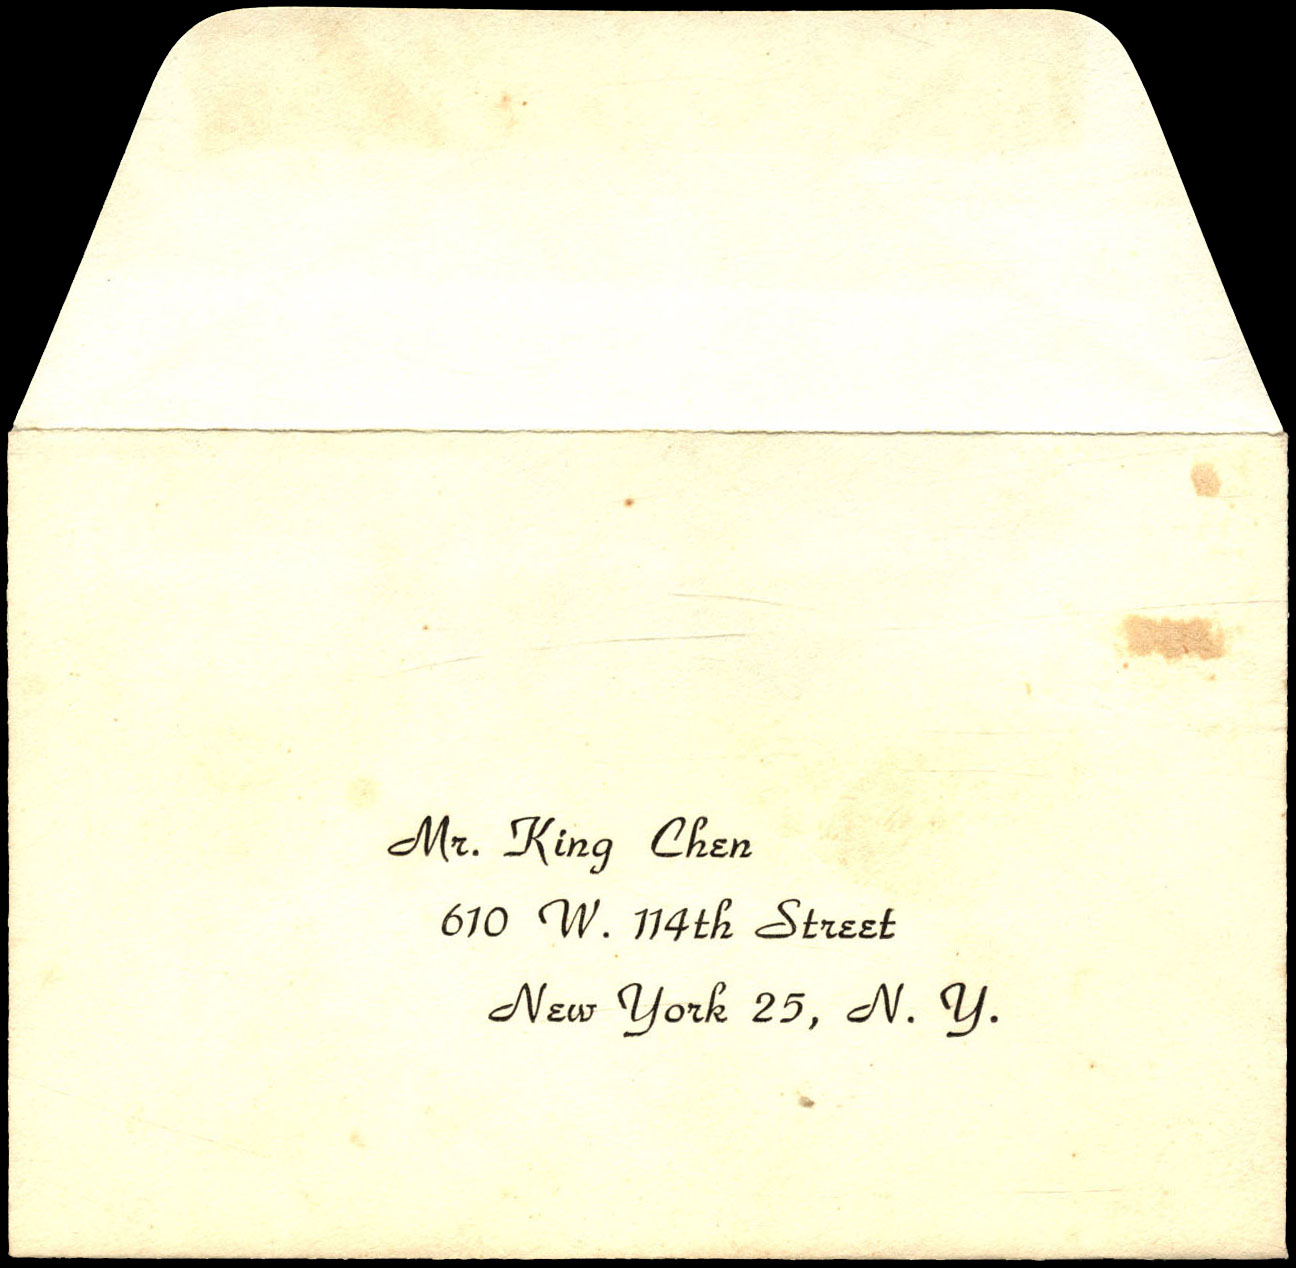 Mr. King Chen
610 W. 114th Street
New York 25, N. Y.